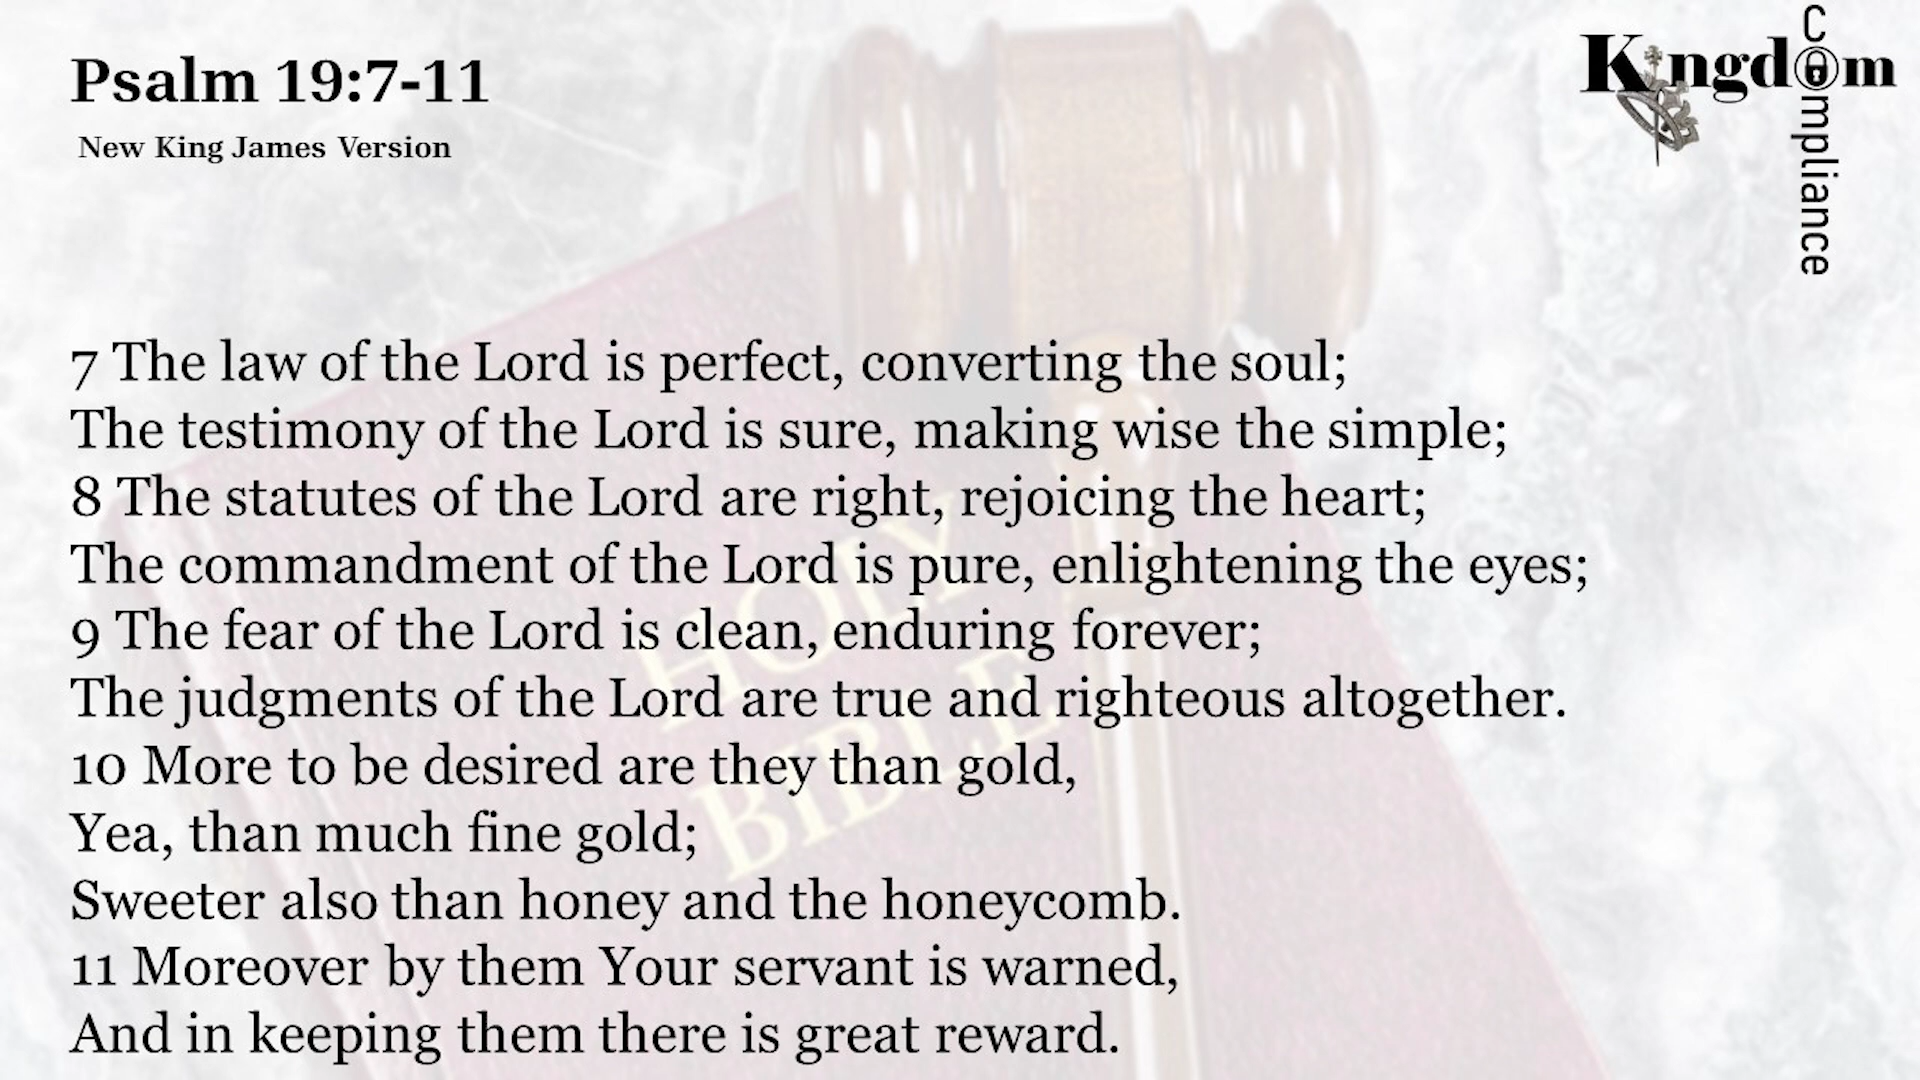 Psalm 19:7-11
New King James Version
Kingdom
Compliance
7 The law of the Lord is perfect, converting the soul;
The testimony of the Lord is sure, making wise the simple;
8 The statutes of the Lord are right, rejoicing the heart;
The commandment of the Lord is pure, enlightening the eyes;
9 The fear of the Lord is clean, enduring forever;
The judgments of the Lord are true and righteous altogether.
10 More to be desired are they than gold,
Yea, than much fine gold;
Sweeter also than honey and the honeycomb.
11 Moreover by them Your servant is warned,
And in keeping them there is great reward.
HOLY
BIBLE